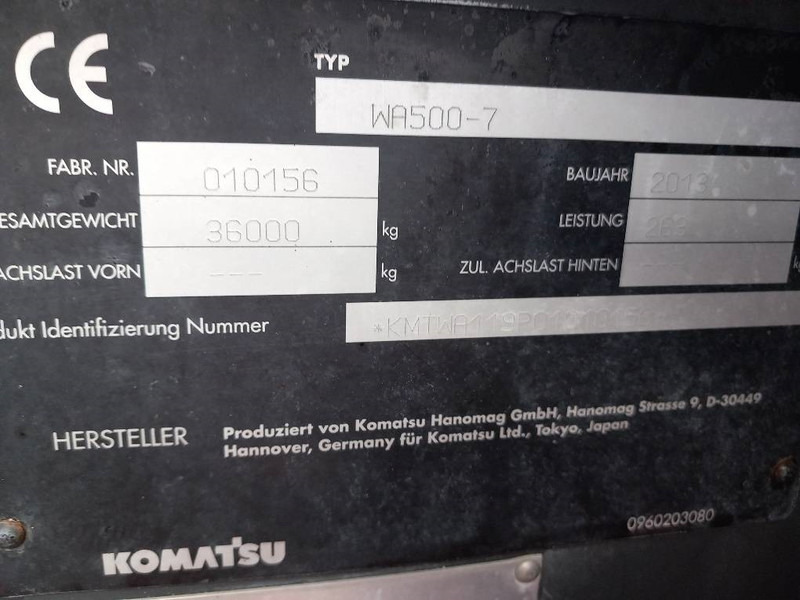 CE
TYP WA500-7
FABR. NR. 010156 BAUJAHR 2013
ESAMTGEWICHT 36000 kg LEISTUNG 263
ACHSLAST VORN --- kg ZUL. ACHSLAST HINTEN
dukt Identifizierung Nummer
HERSTELLER Produziert von Komatsu Hanomag GmbH, Hanomag Strasse 9, D-30449
Hannover, Germany für Komatsu Ltd., Tokyo, Japan
0960203080
KOMATSU